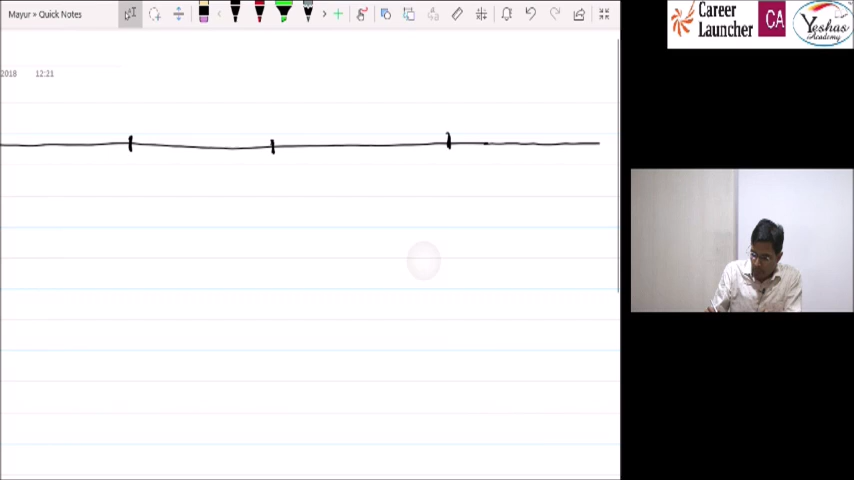 Mayur » Quick Notes
2018 12:21
Career
Launcher
CA
Yeshas
Academy